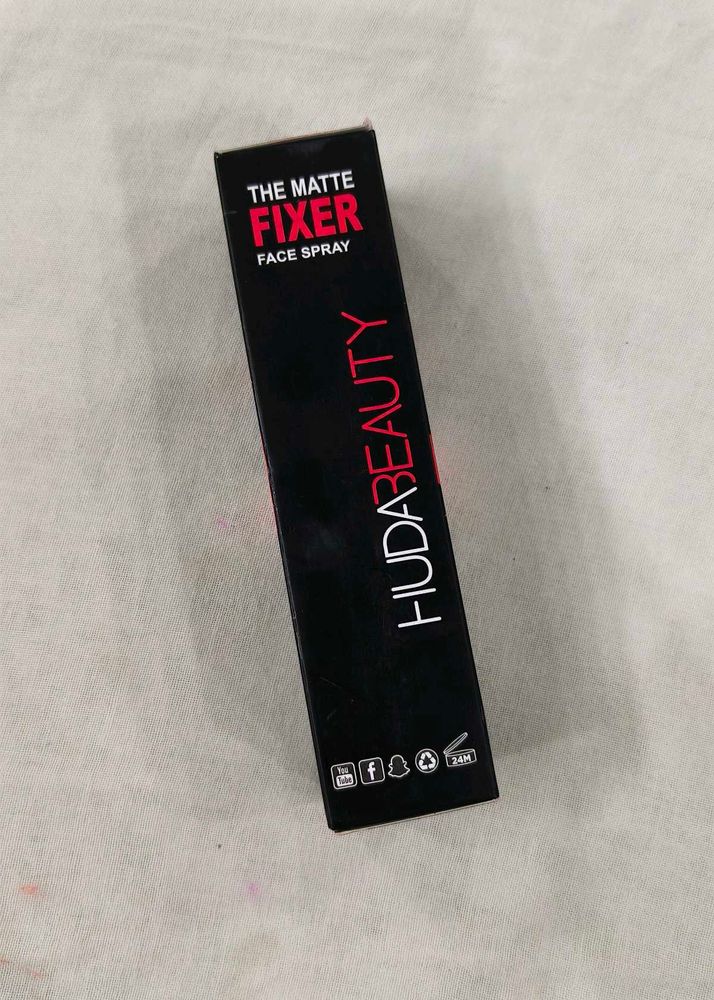 THE MATTE
FIXER
FACE SPRAY
HUDABEAUTY
You
Tube
f
24M